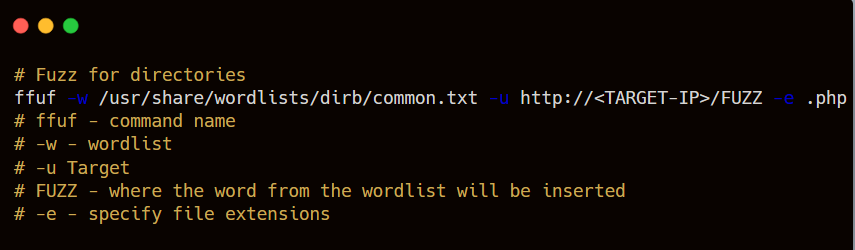 # Fuzz for directories
ffuf -w /usr/share/wordlists/dirb/common.txt -u http://<TARGET-IP>/FUZZ -e .php
# ffuf - command name
# -w - wordlist
# -u Target
# FUZZ - where the word from the wordlist will be inserted
# -e - specify file extensions